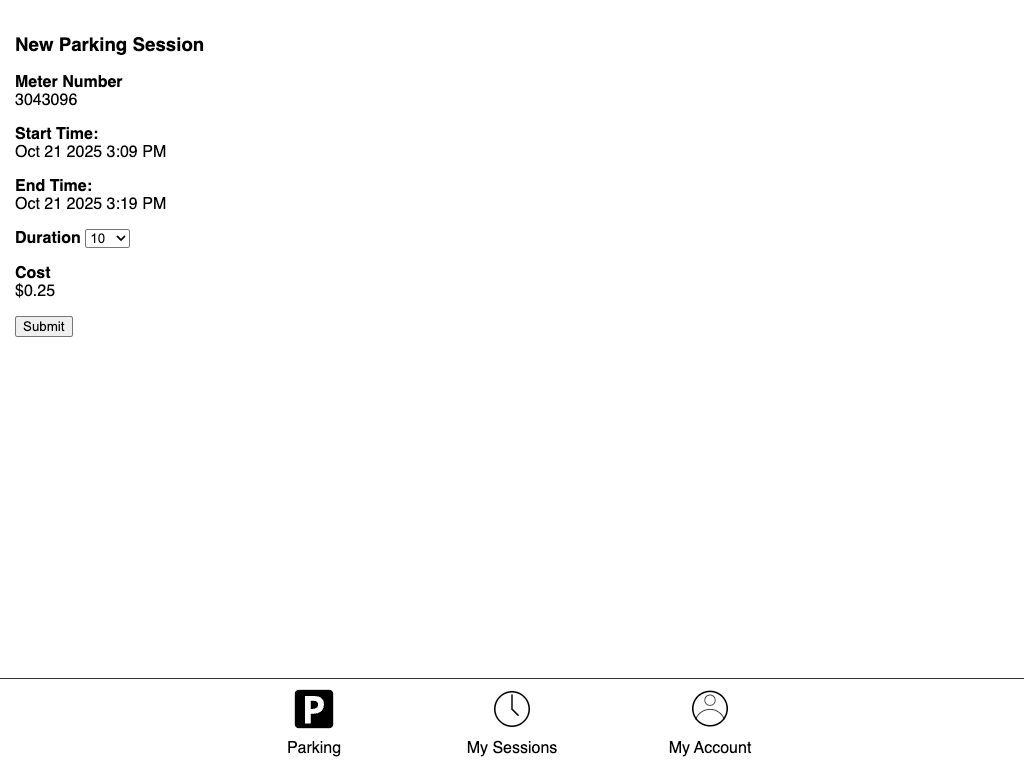 New Parking Session
Meter Number
3043096
Start Time:
Oct 21 2025 3:09 PM
End Time:
Oct 21 2025 3:19 PM
Duration 10
Cost
$0.25
Submit
P
Parking
My Sessions
My Account